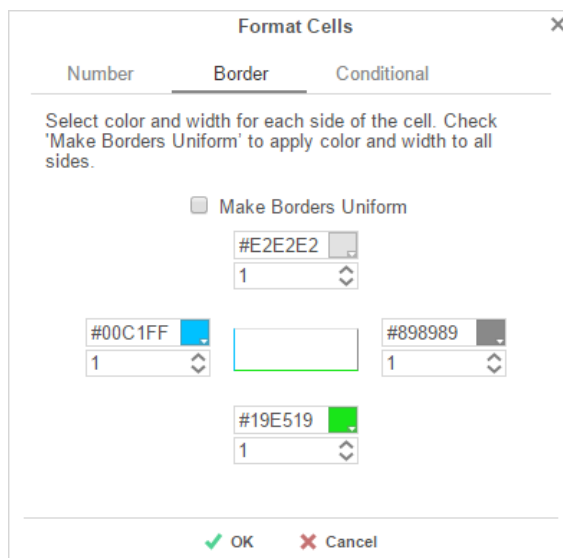 Format Cells
Number Border Conditional
Select color and width for each side of the cell. Check
'Make Borders Uniform' to apply color and width to all
sides.
Make Borders Uniform
#E2E2E2
1
#00C1FF #898989
1 1
#19E519
1
OK Cancel